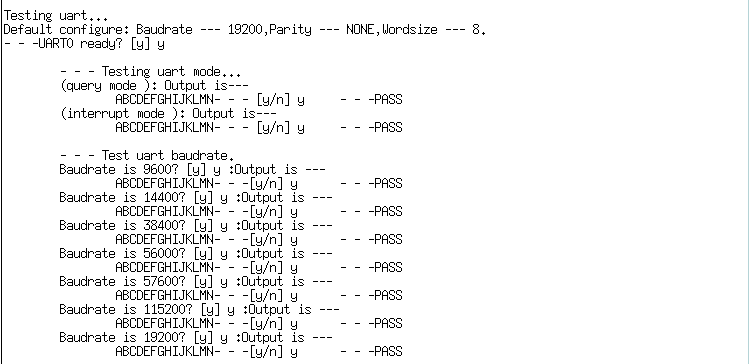 Testing uart...
Default configure: Baudrate --- 19200,Parity --- NONE,Wordsize --- 8.
- - -UART0 ready? [y] y
- - - Testing uart mode...
(query mode ): Output is---
ABCDEFGHIJKLMN- - - [y/n] y - - -PASS
(interrupt mode ): Output is---
ABCDEFGHIJKLMN- - - [y/n] y - - -PASS
- - - Test uart baudrate.
Baudrate is 9600? [y] y :Output is ---
ABCDEFGHIJKLMN- - -[y/n] y - - -PASS
Baudrate is 14400? [y] y :Output is ---
ABCDEFGHIJKLMN- - -[y/n] y - - -PASS
Baudrate is 38400? [y] y :Output is ---
ABCDEFGHIJKLMN- - -[y/n] y - - -PASS
Baudrate is 56000? [y] y :Output is ---
ABCDEFGHIJKLMN- - -[y/n] y - - -PASS
Baudrate is 57600? [y] y :Output is ---
ABCDEFGHIJKLMN- - -[y/n] y - - -PASS
Baudrate is 115200? [y] y :Output is ---
ABCDEFGHIJKLMN- - -[y/n] y - - -PASS
Baudrate is 19200? [y] y :Output is ---
ABCDEFGHIJKLMN- - -[y/n] y - - -PASS